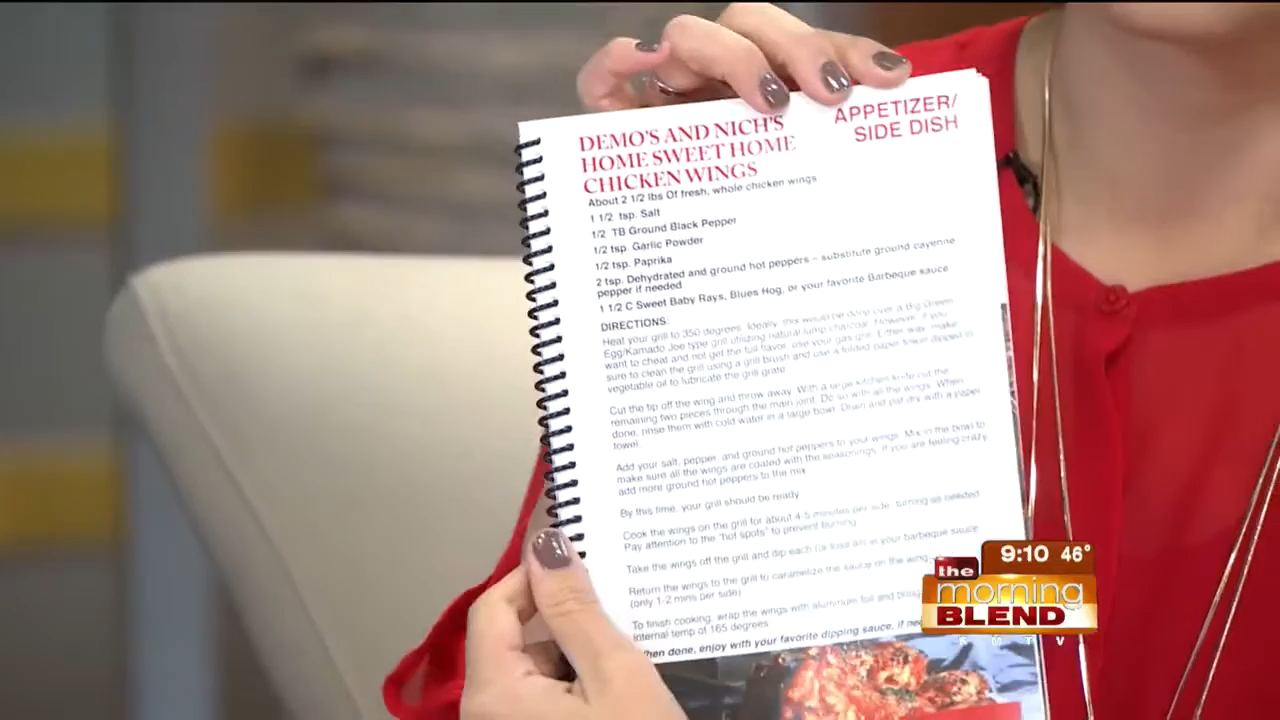 DEMO'S AND NICH'S
HOME SWEET HOME
CHICKEN WINGS
APPETIZER/
SIDE DISH
About 2 1/2 lbs Of fresh, whole chicken wings
1 1/2 tsp. Salt
1/2 TB Ground Black Pepper
1/2 tsp. Garlic Powder
1/2 tsp. Paprika
2 tsp. Dehydrated and ground hot peppers – substitute ground cayenne
pepper if needed
1 1/2 C Sweet Baby Rays, Blues Hog, or your favorite Barbeque sauce
DIRECTIONS:
Heat your grill to 350 degrees. Ideally, this would be done over a Big Green
Egg/Kamado Joe type grill utilizing natural lump charcoal. However, if you
want to cheat and not get the full flavor, use your gas grill. Either way, make
sure to clean the grill using a grill brush and use a folded paper towel dipped in
vegetable oil to lubricate the grill grate.
Cut the tip off the wing and throw away. With a large kitchen knife cut the
remaining two pieces through the main joint. Do so with all the wings. When
done, rinse them with cold water in a large bowl. Drain and pat dry with a paper
towel.
Add your salt, pepper, and ground hot peppers to your wings. Mix in the bowl to
make sure all the wings are coated with the seasonings. If you are feeling crazy,
add more ground hot peppers to the mix.
By this time, your grill should be ready.
Cook the wings on the grill for about 4-5 minutes per side, turning as needed.
Pay attention to the "hot spots" to prevent burning.
Take the wings off the grill and dip each (or toss all) in your barbeque sauce
Return the wings to the grill to caramelize the sauce on the wing
(only 1-2 mins per side)
To finish cooking, wrap the wings with aluminum foil and bring
internal temp of 165 degrees
hen done, enjoy with your favorite dipping sauce, if
9:10 46°
the
morning
BLEND
KMTV